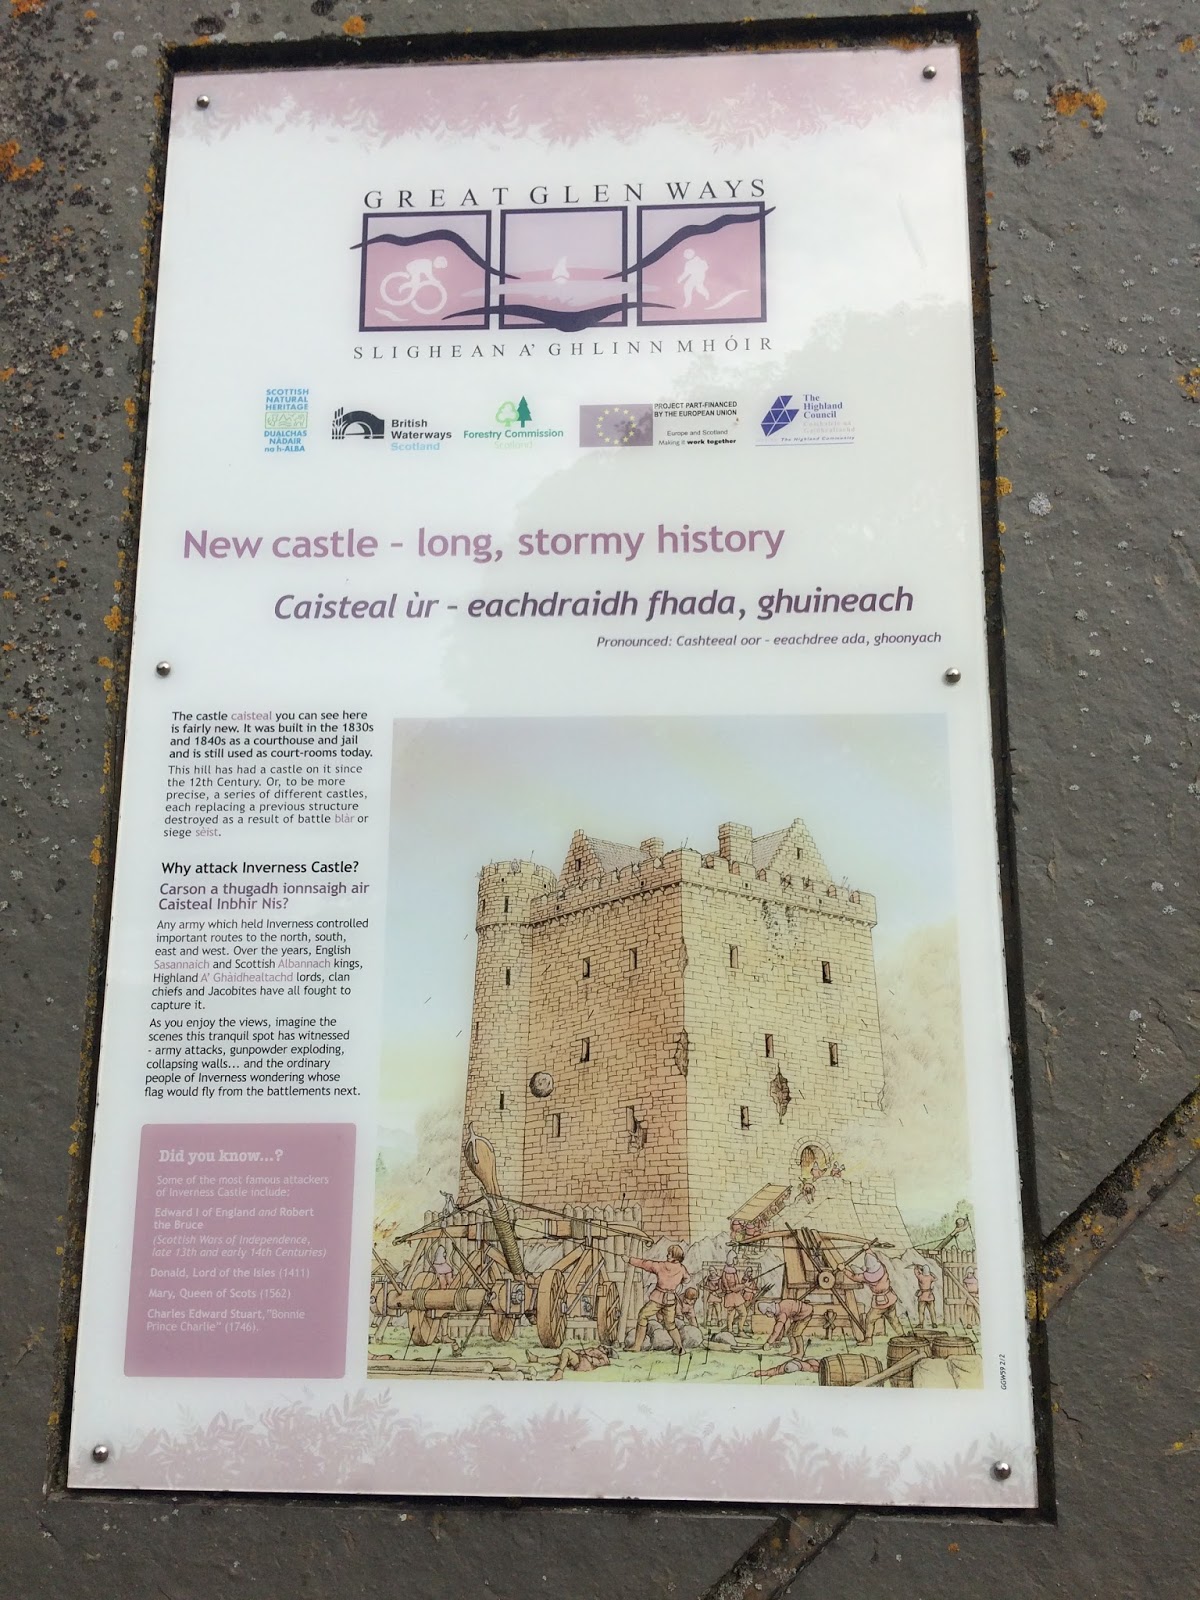 GREAT GLEN WAYS
SLIGHEAN A' GHLINN MHÓIR
SCOTTISH
NATURAL
HERITAGE
DUALCHAS
NÀDAIR
na h-ALBA
British
Waterways
Scotland
Forestry Commission
Scotland
PROJECT PART-FINANCED
BY THE EUROPEAN UNION
Europe and Scotland
Making it work together
The
Highland
Council
The Highland Community
New castle - long, stormy history
Caisteal ùr - eachdraidh fhada, ghuineach
Pronounced: Cashteeal oor - eeachdree ada, ghoonyach
The castle caisteal you can see here
is fairly new. It was built in the 1830s
and 1840s as a courthouse and jail
and is still used as court-rooms today.
This hill has had a castle on it since
the 12th Century. Or, to be more
precise, a series of different castles,
each replacing a previous structure
destroyed as a result of battle blàr or
siege sèist.
Why attack Inverness Castle?
Carson a thugadh ionnsaigh air
Caisteal Inbhir Nis?
Any army which held Inverness controlled
important routes to the north, south,
east and west. Over the years, English
Sasannaich and Scottish Albannach kings,
Highland A' Ghàidhealtachd lords, clan
chiefs and Jacobites have all fought to
capture it.
As you enjoy the views, imagine the
scenes this tranquil spot has witnessed
- army attacks, gunpowder exploding,
collapsing walls... and the ordinary
people of Inverness wondering whose
flag would fly from the battlements next.
Did you know...?
Some of the most famous attackers
of Inverness Castle include:
Edward I of England and Robert
the Bruce
(Scottish Wars of Independence,
late 13th and early 14th Centuries)
Donald, Lord of the Isles (1411)
Mary, Queen of Scots (1562)
Charles Edward Stuart, "Bonnie
Prince Charlie" (1746).
GGW59 2/2